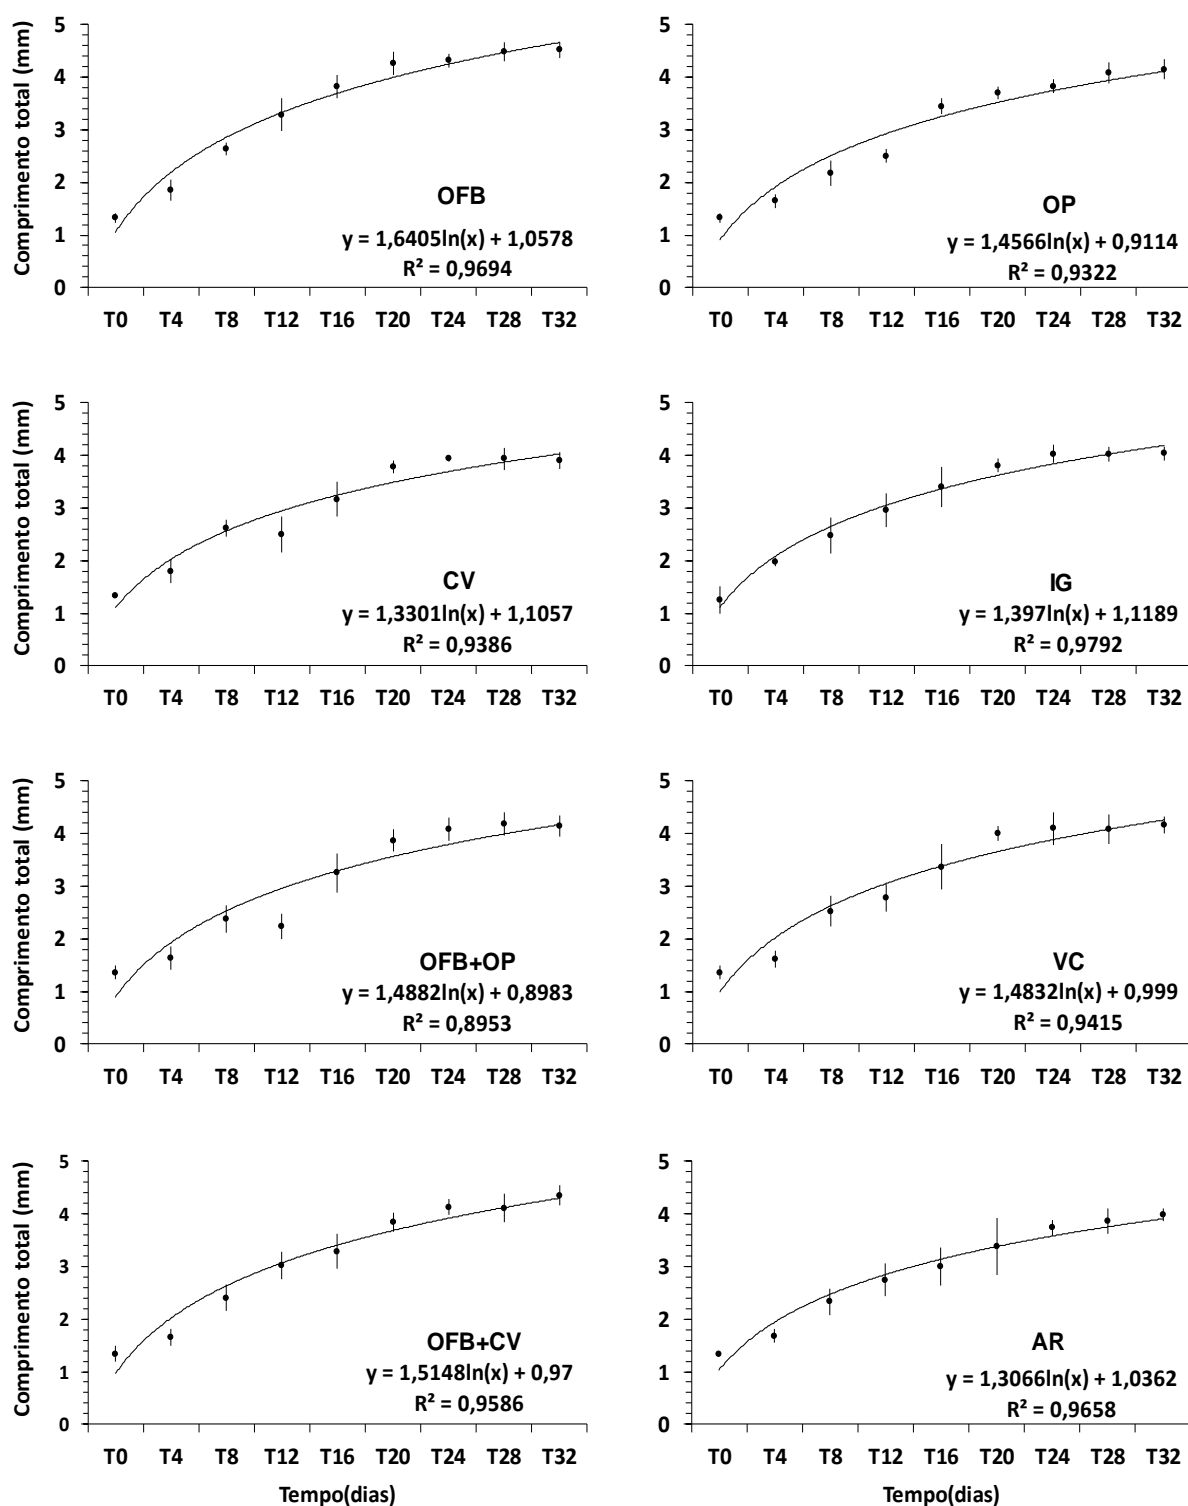 Comprimento total (mm)
5
4
3
2
1
0
OFB
y = 1,6405ln(x) + 1,0578
R² = 0,9694
T0 T4 T8 T12 T16 T20 T24 T28 T32
5
4
3
2
1
0
OP
y = 1,4566ln(x) + 0,9114
R² = 0,9322
T0 T4 T8 T12 T16 T20 T24 T28 T32
Comprimento total (mm)
5
4
3
2
1
0
CV
y = 1,3301ln(x) + 1,1057
R² = 0,9386
T0 T4 T8 T12 T16 T20 T24 T28 T32
5
4
3
2
1
0
IG
y = 1,397ln(x) + 1,1189
R² = 0,9792
T0 T4 T8 T12 T16 T20 T24 T28 T32
Comprimento total (mm)
5
4
3
2
1
0
OFB+OP
y = 1,4882ln(x) + 0,8983
R² = 0,8953
T0 T4 T8 T12 T16 T20 T24 T28 T32
5
4
3
2
1
0
VC
y = 1,4832ln(x) + 0,999
R² = 0,9415
T0 T4 T8 T12 T16 T20 T24 T28 T32
Comprimento total (mm)
5
4
3
2
1
0
OFB+CV
y = 1,5148ln(x) + 0,97
R² = 0,9586
T0 T4 T8 T12 T16 T20 T24 T28 T32
Tempo(dias)
5
4
3
2
1
0
AR
y = 1,3066ln(x) + 1,0362
R² = 0,9658
T0 T4 T8 T12 T16 T20 T24 T28 T32
Tempo(dias)